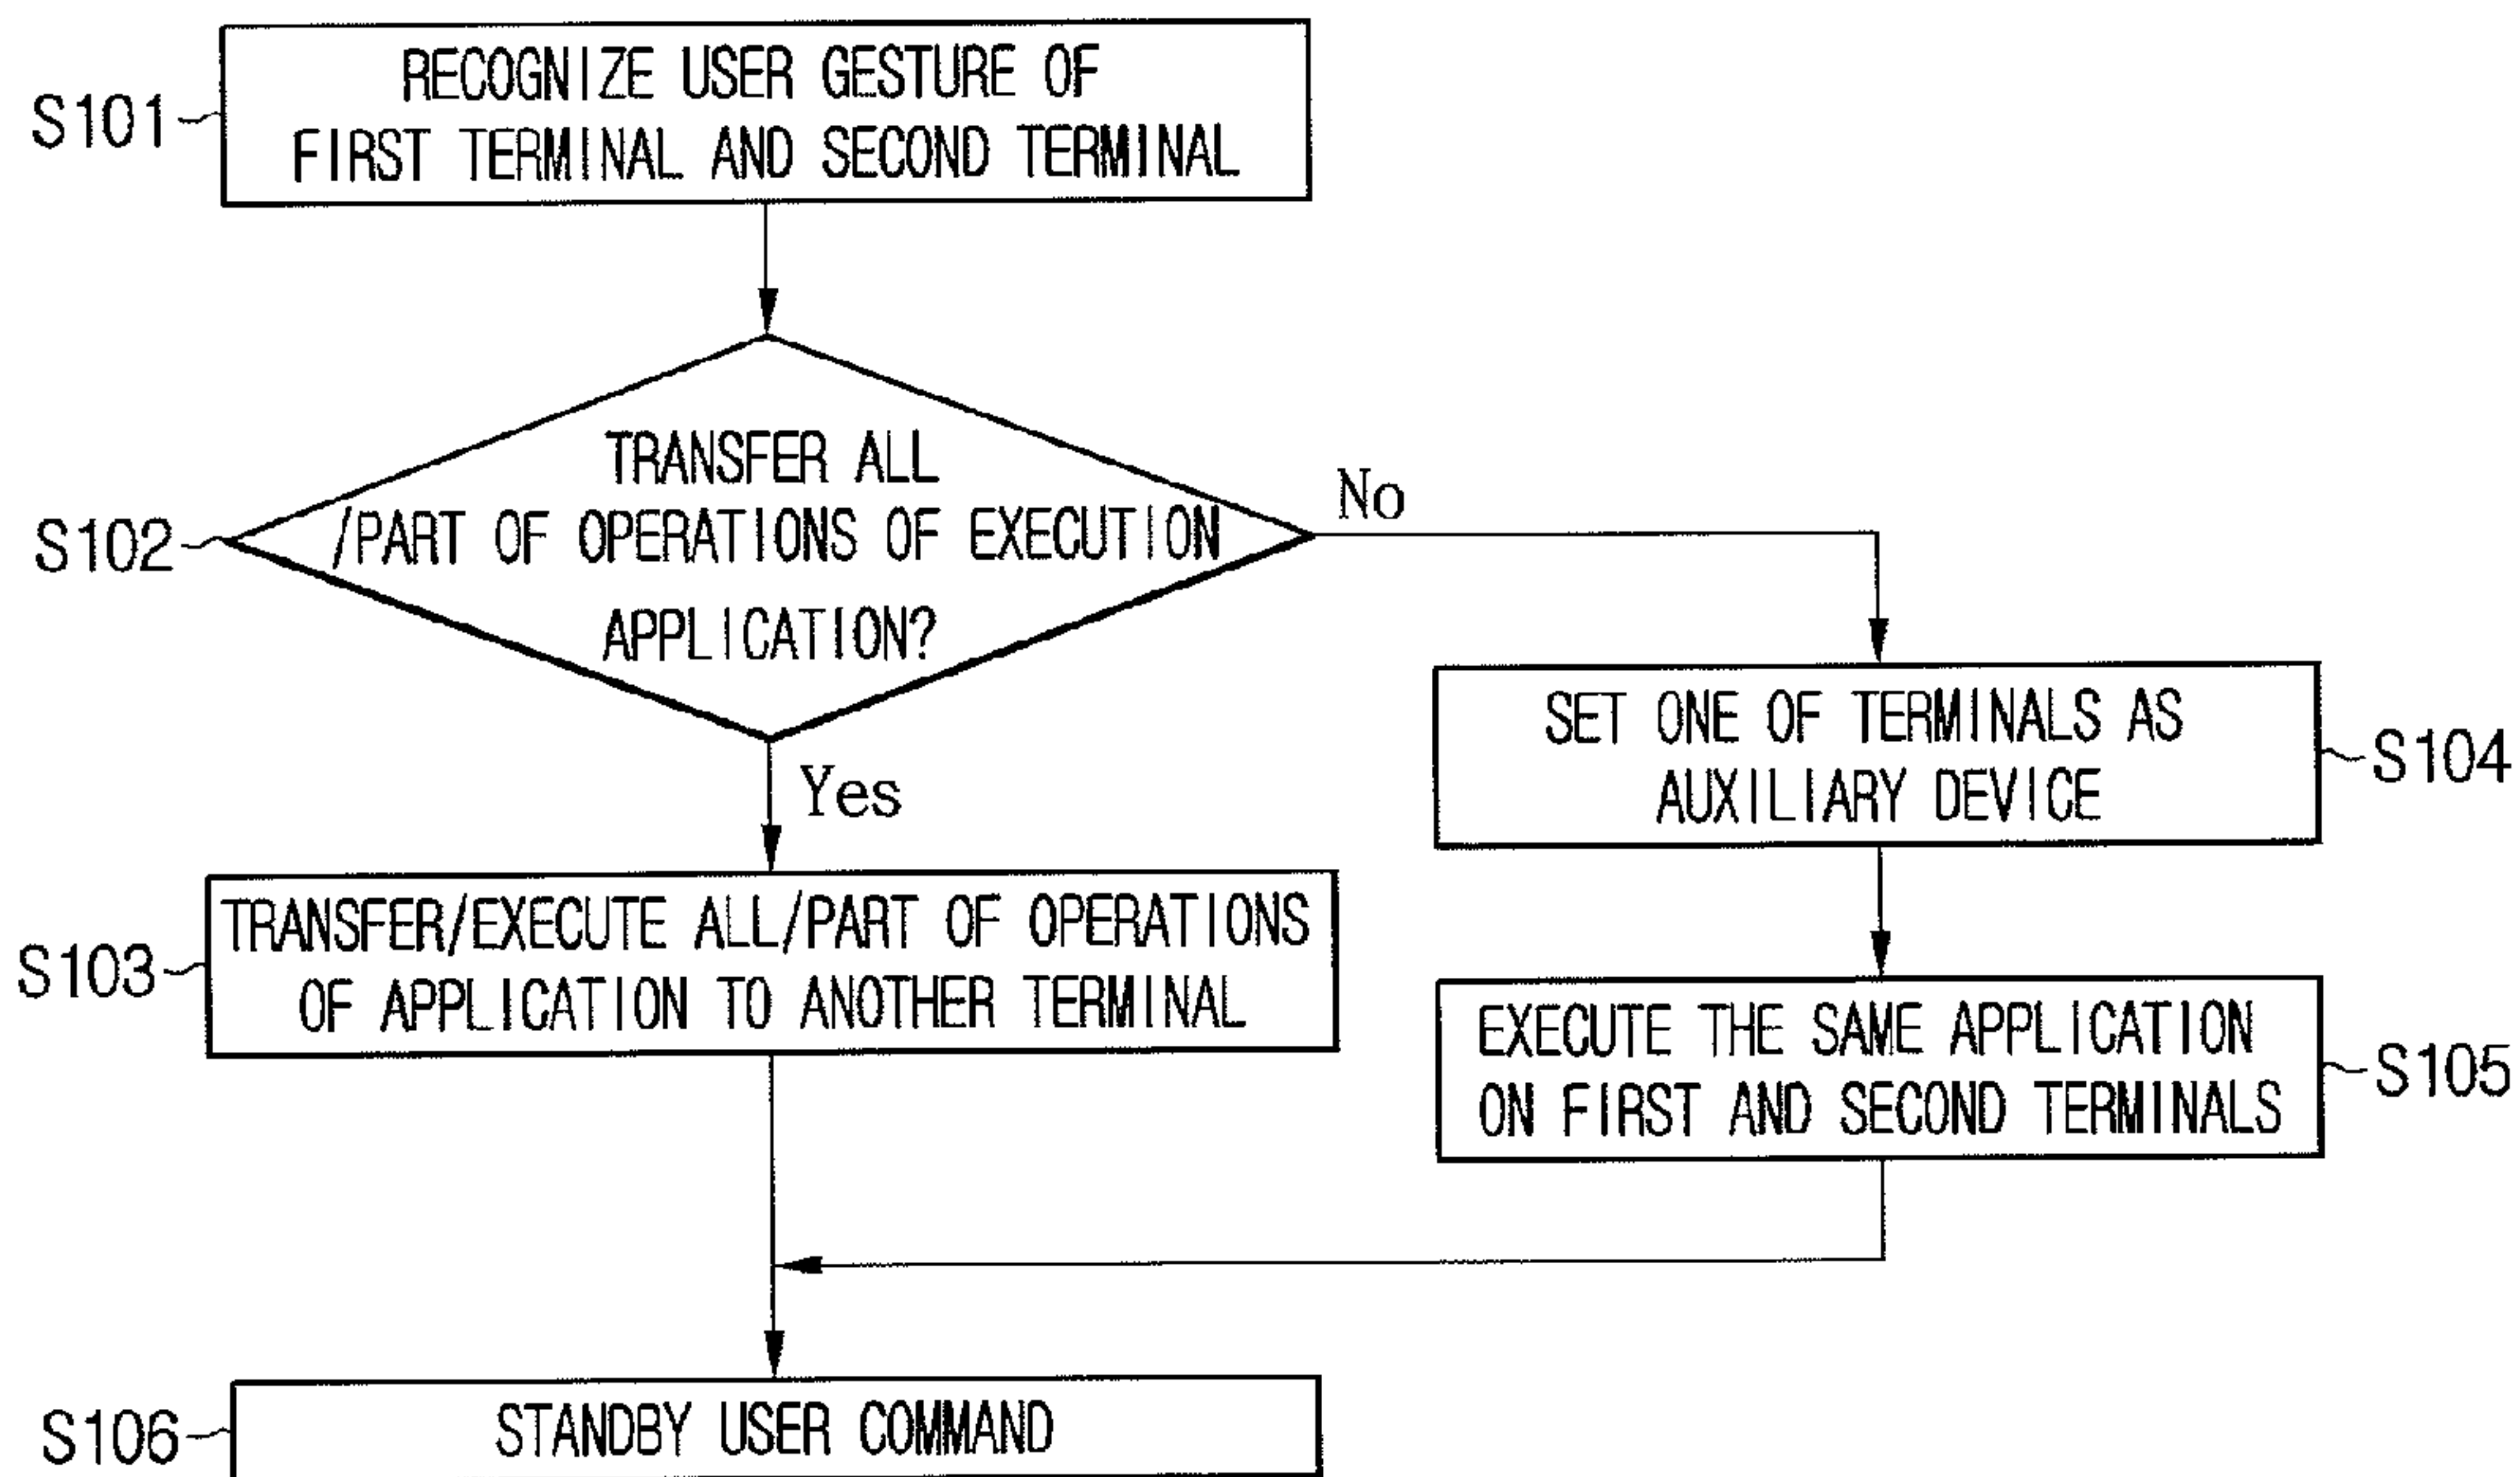 RECOGNIZE USER GESTURE OF
S101
FIRST TERMINAL AND SECOND TERMINAL
TRANSFER ALL
No
/PART OF OPERATIONS OF EXECUTION
S102
APPLICATION?
SET ONE OF TERMINALS AS
S104
AUXILIARY DEVICE
Yes
TRANSFER/EXECUTE ALL/PART OF OPERATIONS
S103
OF APPLICATION TO ANOTHER TERMINAL
EXECUTE THE SAME APPLICATION
S105
ON FIRST AND SECOND TERMINALS
S106
STANDBY USER COMMAND